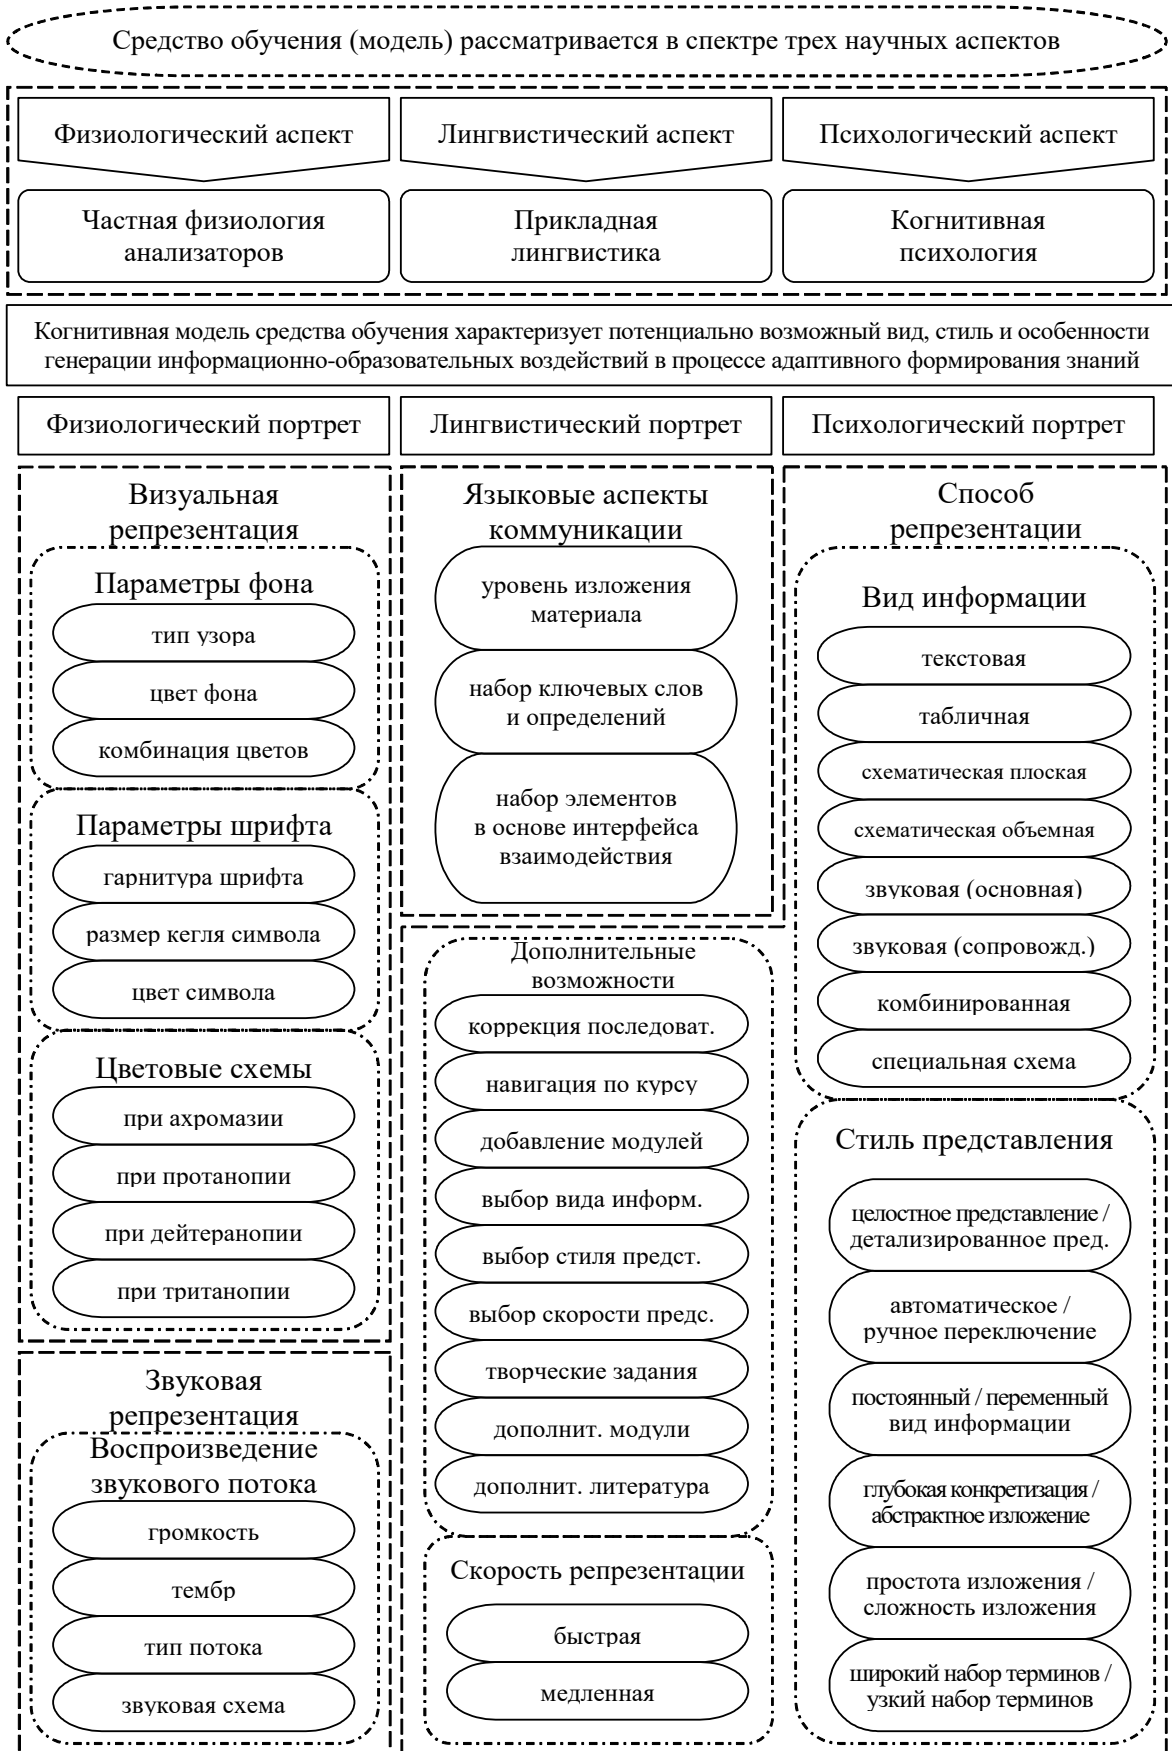 Средство обучения (модель) рассматривается в спектре трех научных аспектов
Физиологический аспект
Лингвистический аспект
Психологический аспект
Частная физиология
анализаторов
Прикладная
лингвистика
Когнитивная
психология
Когнитивная модель средства обучения характеризует потенциально возможный вид, стиль и особенности
генерации информационно-образовательных воздействий в процессе адаптивного формирования знаний
Физиологический портрет
Лингвистический портрет
Психологический портрет
Визуальная
репрезентация
Параметры фона
тип узора
цвет фона
комбинация цветов
Параметры шрифта
гарнитура шрифта
размер кегля символа
цвет символа
Цветовые схемы
при ахромазии
при протанопии
при дейтеранопии
при тританопии
Звуковая
репрезентация
Воспроизведение
звукового потока
громкость
тембр
тип потока
звуковая схема
Языковые аспекты
коммуникации
уровень изложения
материала
набор ключевых слов
и определений
набор элементов
в основе интерфейса
взаимодействия
Дополнительные
возможности
коррекция последоват.
навигация по курсу
добавление модулей
выбор вида информ.
выбор стиля предст.
выбор скорости предс.
творческие задания
дополнит. модули
дополнит. литература
Скорость репрезентации
быстрая
медленная
Способ
репрезентации
Вид информации
текстовая
табличная
схематическая плоская
схематическая объемная
звуковая (основная)
звуковая (сопровожд.)
комбинированная
специальная схема
Стиль представления
целостное представление /
детализированное пред.
автоматическое /
ручное переключение
постоянный / переменный
вид информации
глубокая конкретизация /
абстрактное изложение
простота изложения /
сложность изложения
широкий набор терминов /
узкий набор терминов